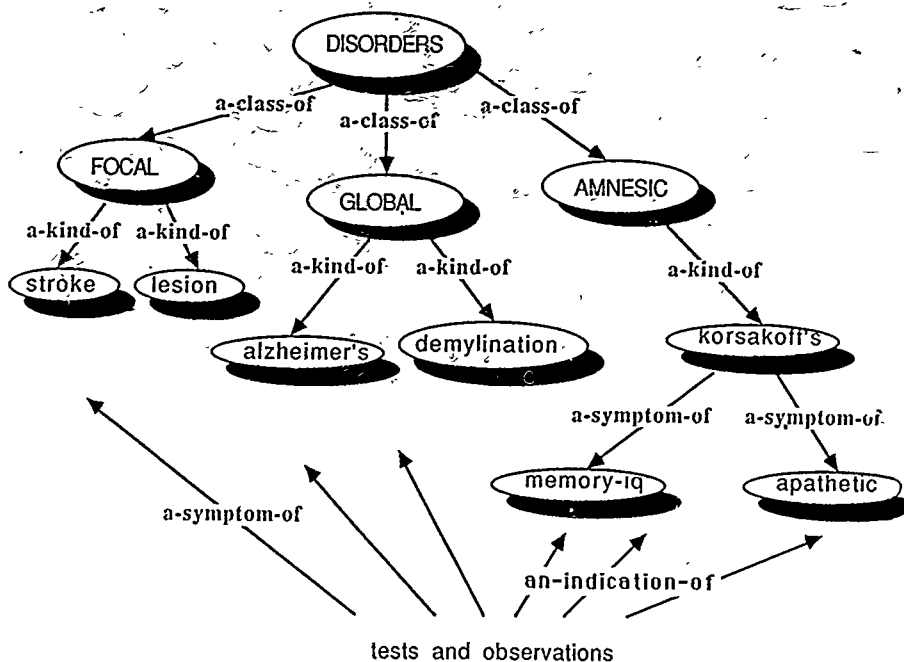 DISORDERS
a-class-of
a-class-of
a-class-of
FOCAL
GLOBAL
AMNESIC
a-kind-of
a-kind-of
a-kind-of
a-kind-of
a-kind-of
stroke
lesion
alzheimer's
demylination
korsakoff's
a-symptom-of
a-symptom-of
memory-iq
apathetic
a-symptom-of
an-indication-of
tests and observations